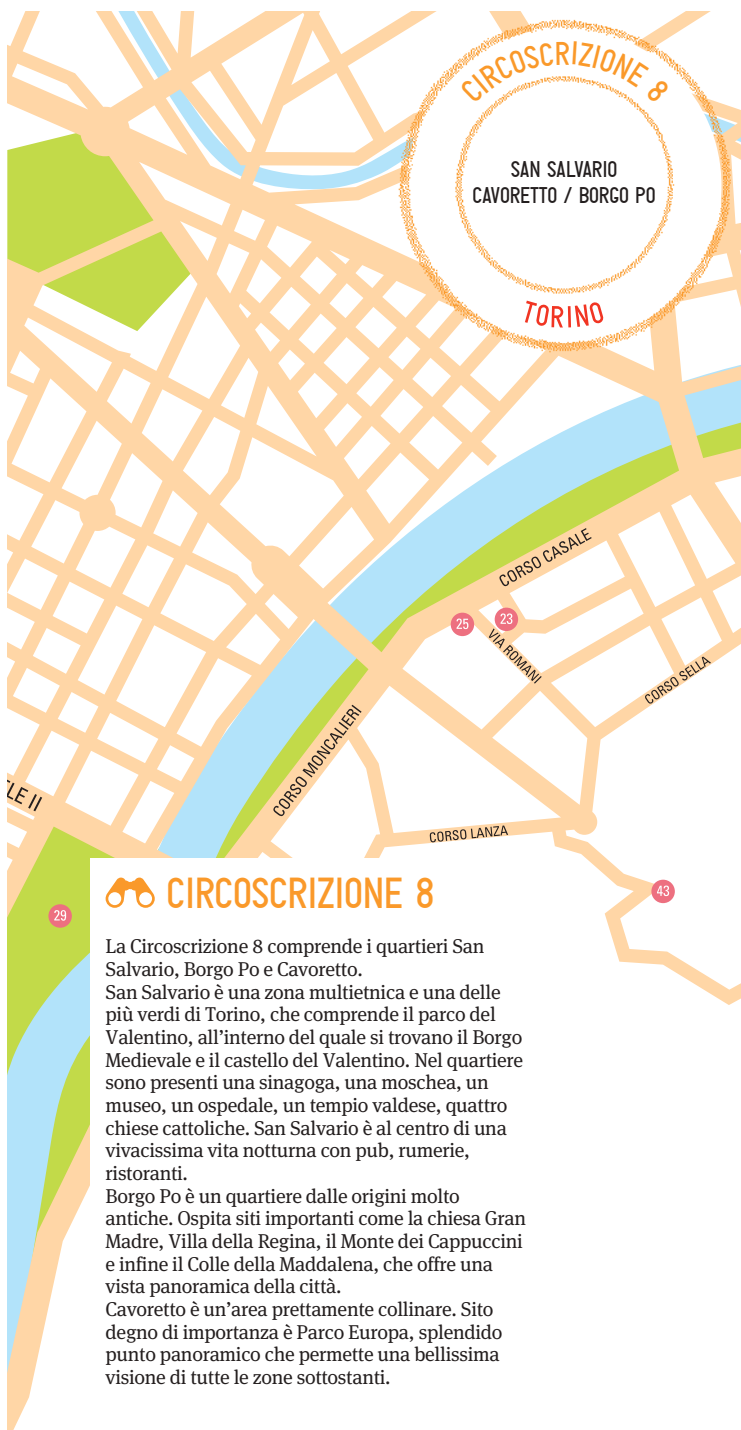 CIRCOSCRIZIONE 8
SAN SALVARIO
CAVORETTO / BORGO PO
TORINO
CORSO CASALE
25
23
VIA ROMANI
CORSO SELLA
CORSO MONCALIERI
LE II
CORSO LANZA
43
29
CIRCOSCRIZIONE 8
La Circoscrizione 8 comprende i quartieri San
Salvario, Borgo Po e Cavoretto.
San Salvario è una zona multietnica e una delle
più verdi di Torino, che comprende il parco del
Valentino, all’interno del quale si trovano il Borgo
Medievale e il castello del Valentino. Nel quartiere
sono presenti una sinagoga, una moschea, un
museo, un ospedale, un tempio valdese, quattro
chiese cattoliche. San Salvario è al centro di una
vivacissima vita notturna con pub, rumerie,
ristoranti.
Borgo Po è un quartiere dalle origini molto
antiche. Ospita siti importanti come la chiesa Gran
Madre, Villa della Regina, il Monte dei Cappuccini
e infine il Colle della Maddalena, che offre una
vista panoramica della città.
Cavoretto è un’area prettamente collinare. Sito
degno di importanza è Parco Europa, splendido
punto panoramico che permette una bellissima
visione di tutte le zone sottostanti.